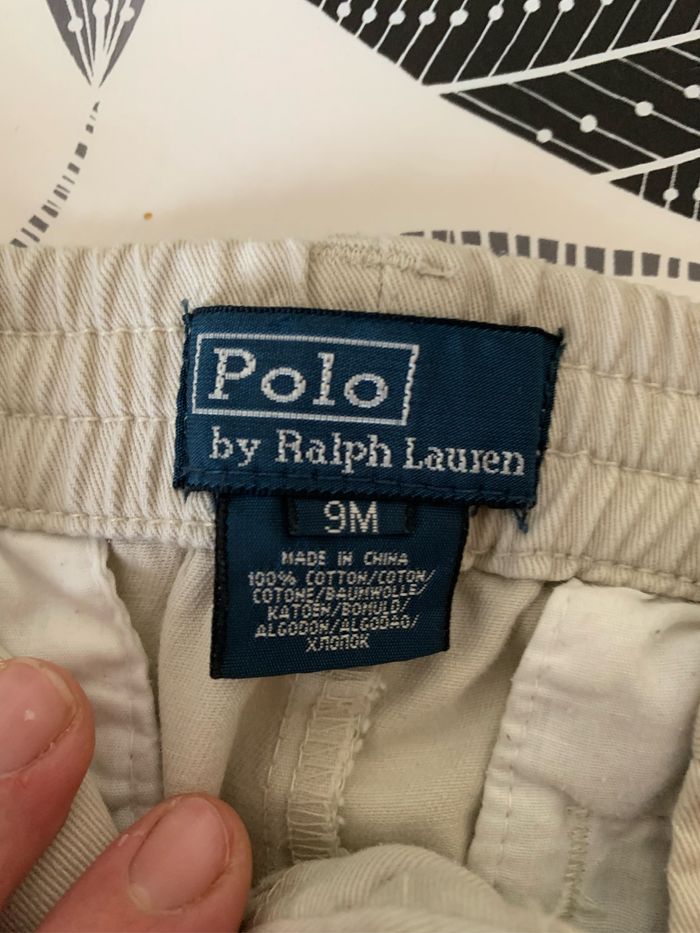 Polo
by Ralph Lauren
9M
MADE IN CHINA
100% COTTON/COTON/
COTONE/BAUMWOLLE/
KATOEN/BOMULD/
ALGODON/ALGODAO/
ХЛОПОК